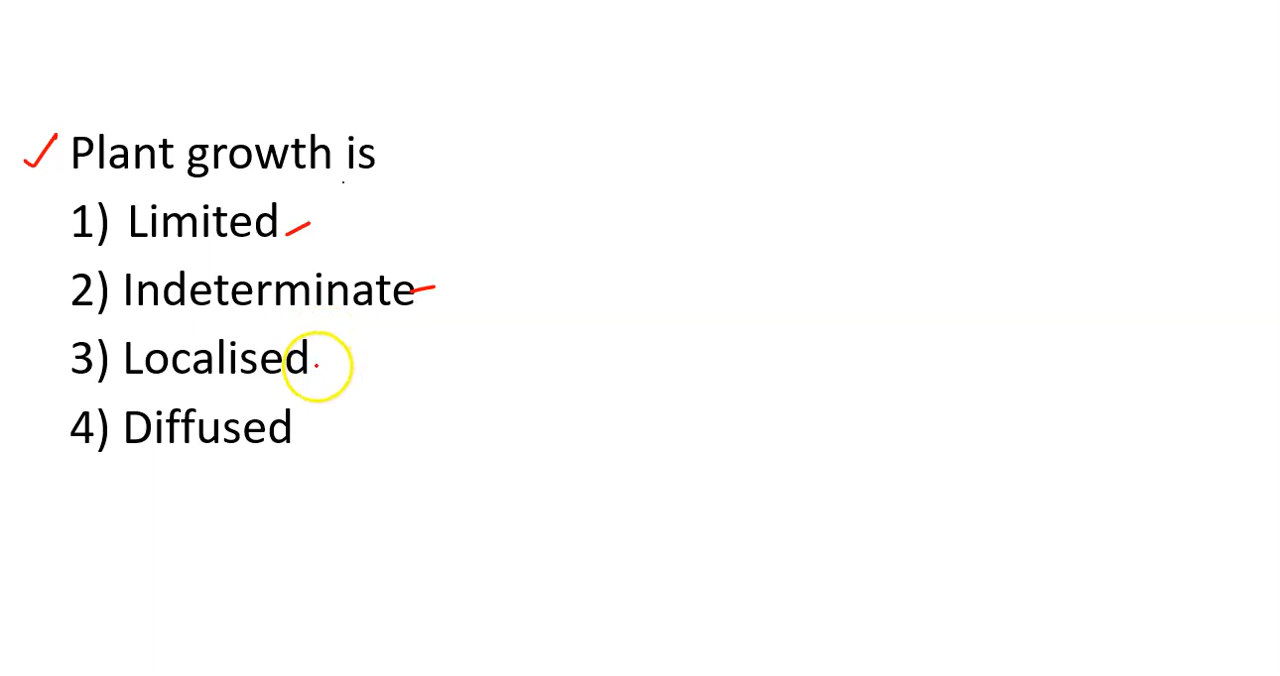 Plant growth is
1) Limited
2) Indeterminate
3) Localised
4) Diffused